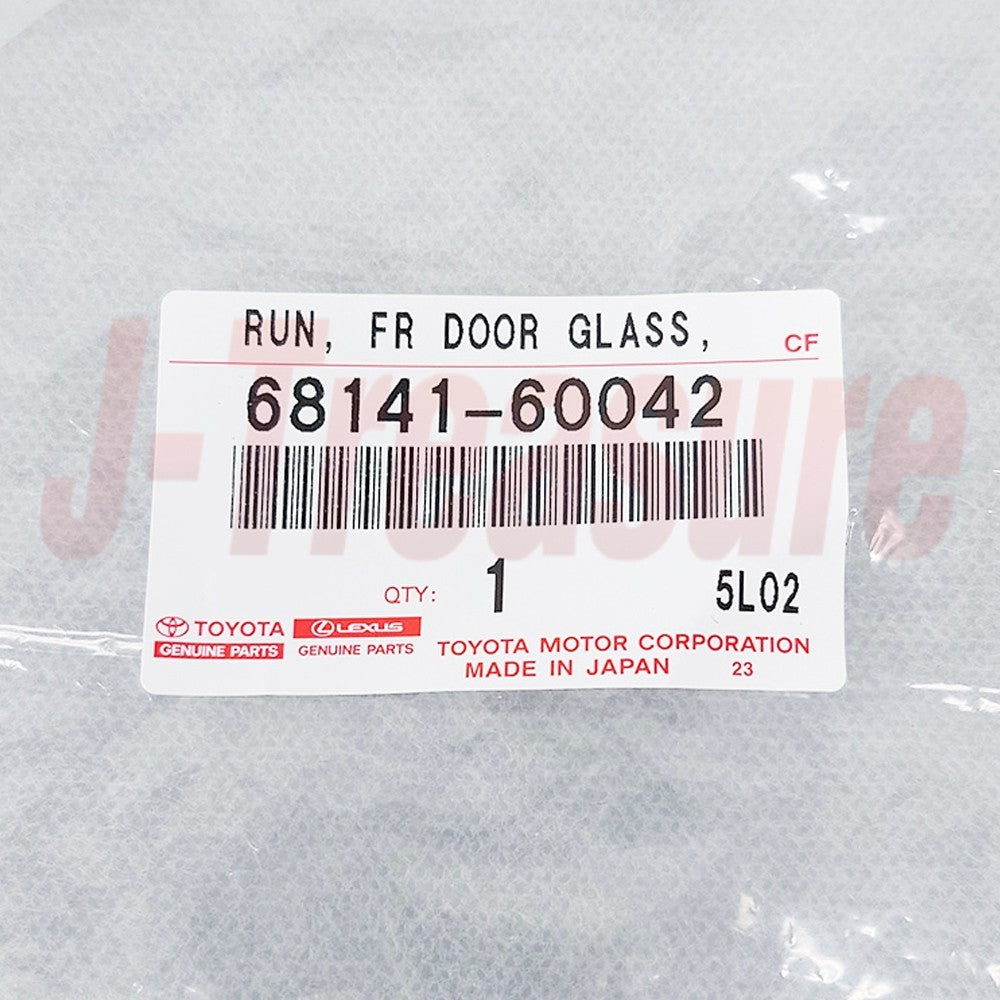 RUN, FR DOOR GLASS,
CF
68141-60042
J-Treasure
QTY: 1 5L02
TOYOTA LEXUS
GENUINE PARTS GENUINE PARTS
TOYOTA MOTOR CORPORATION
MADE IN JAPAN 23